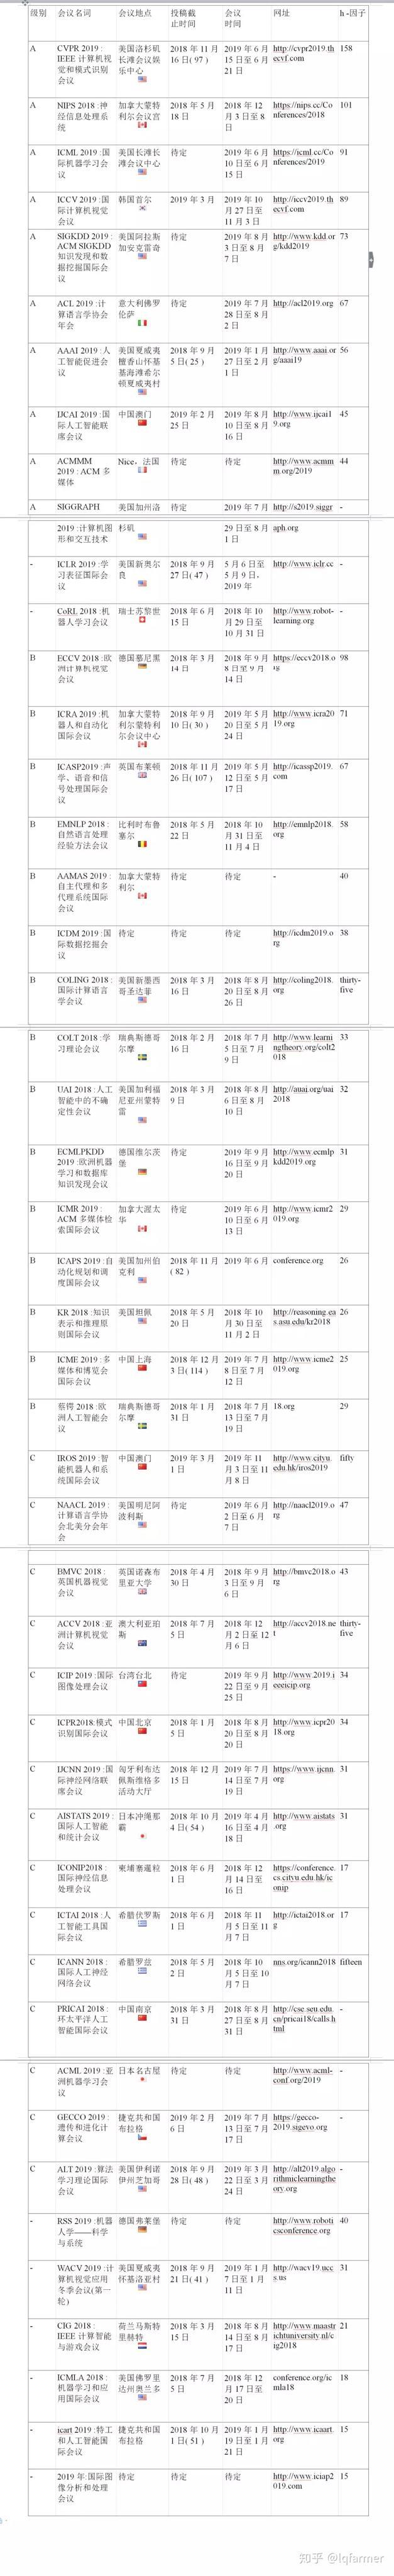 级别 会议名词 会议地点 投稿截 会议 网址 h -因子
止时间 时间
A CVPR 2019 : 美国洛杉矶 2018 年 11 2019 年 6 月 http://cvpr2019.th 158
IEEE 计算机视 长滩会议娱 月 16 日( 97 ) 15 日至 6 月 ecvf.com
觉和模式识别 乐中心 21 日
会议
A NIPS 2018 :神 加拿大蒙特 2018 年 5 月 2018 年 12 https://nips.cc/Co 101
经信息处理系 利尔会议宫 18 日 月 3 日至 8 nferences/2018
统 日
A ICML 2019 :国 美国长长 待定 2019 年 6 月 https://icml.cc/Co 91
际机器学习会 滩会议中心 10 日至 6 月 nferences/2019
议 15 日
A ICCV 2019 :国 韩国首尔 2019 年 3 月 2019 年 http://iccv2019.th 89
际计算机视觉 10 月 27 日至 ecvf.com
会议 11 月 3 日
A SIGKDD 2019 : 美国阿拉斯 待定 2019 年 8 月 http://www.kdd.or 73
ACM SIGKDD 加安克雷奇 3 日至 8 月 g/kdd2019
知识发现和数 7 日
据挖掘国际会
议
A ACL 2019 :计 意大利佛罗 待定 2019 年 7 月 http://acl2019.org 67
算语言学协会 伦萨 28 日至 8 月
年会 2 日
A AAAI 2019 :人 美国夏威夷 2018 年 9 月 2019 年 1 月 http://www.aaai.or 56
工智能促进会 檀香山怀基 5 日( 25 ) 27 日至 2 月 g/aaai19
议 基海滩希尔 1 日
顿夏威夷村
A IJCAI 2019 :国 中国澳门 2019 年 2 月 2019 年 8 月 http://www.ijcai1 45
际人工智能联 25 日 10 日至 8 月 9.org
席会议 16 日
A ACMMM Nice，法国 待定 待定 http://www.acmm 44
2019 : ACM 多 m.org/2019
媒体
A SIGGRAPH 美国加州洛 待定 2019 年 7 月 http://s2019.siggr -
2019 :计算机图 杉矶 29 日至 8 月 aph.org
形和交互技术 1 日
- ICLR 2019 :学 美国新奥尔 2018 年 9 月 5 月 6 日至 http://www.iclr.cc -
习表征国际会 良 27 日( 47 ) 5 月 9 日，
议 2019 年
- CoRL 2018 :机 瑞士苏黎世 2018 年 6 月 2018 年 10 http://www.robot- -
器人学习会议 15 日 月 29 日至 learning.org
10 月 31 日
B ECCV 2018 :欧 德国慕尼黑 2018 年 3 月 2018 年 9 月 https://eccv2018.o 98
洲计算机视觉 14 日 8 日至 9 月 rg
会议 14 日
B ICRA 2019 :机 加拿大蒙特 2018 年 9 月 2019 年 5 月 http://www.icra20 71
器人和自动化 利尔蒙特利 10 日( 30 ) 20 日至 5 月 19.org
国际会议 尔会议中心 24 日
B ICASP2019 :声 英国布莱顿 2018 年 11 月 2019 年 5 月 http://icassp2019. 67
学、语音和信 26 日( 107 ) 12 日至 5 月 com
号处理国际会 17 日
议
B EMNLP 2018 : 比利时布鲁 2018 年 5 月 2018 年 10 http://emnlp2018. 58
自然语言处理 塞尔 22 日 月 31 日至 org
经验方法会议 11 月 4 日
B AAMAS 2019 : 加拿大蒙特 待定 待定 - 40
自主代理和多 利尔
代理系统国际
会议
B ICDM 2019 :国 待定 待定 待定 http://icdm2019.o 38
际数据挖掘会 rg
议
B COLING 2018 : 美国新墨西 2018 年 3 月 2018 年 8 月 http://coling2018. thirty-
国际计算语言 哥圣达菲 16 日 20 日至 8 月 org five
学会议 26 日
B COLT 2018 :学 瑞典斯德哥 2018 年 2 月 2018 年 7 月 http://www.learni 33
习理论会议 尔摩 16 日 5 日至 7 月 ngtheory.org/colt2
9 日 018
B UAI 2018 :人工 美国加利福 2018 年 3 月 2018 年 8 月 http://auai.org/uai 32
智能中的不确 尼亚州蒙特 9 日 6 日至 8 月 2018
定性会议 雷 10 日
B ECMLPKDD 德国维尔茨 待定 2019 年 9 月 http://www.ecmlp 31
2019 :欧洲机器 堡 16 日至 9 月 kdd2019.org
学习和数据库 20 日
知识发现会议
B ICMR 2019 : 加拿大渥太 待定 2019 年 6 月 http://www.icmr2 29
ACM 多媒体检 华 10 日至 6 月 019.org
索国际会议 13 日
B ICAPS 2019 :自 美国加州伯 2018 年 11 月 2019 年 6 月 conference.org 26
动化规划和调 克利 ( 82 )
度国际会议
B KR 2018 :知识 美国坦佩 2018 年 5 月 2018 年 10 http://reasoning.ea 26
表示和推理原 20 日 月 30 日至 s.asu.edu/kr2018
则国际会议 11 月 2 日
B ICME 2019 :多 中国上海 2018 年 12 月 2019 年 7 月 http://www.icme2 25
媒体和博览会 3 日( 114 ) 8 日至 7 月 019.org
国际会议 12 日
B 蔡锷 2018 :欧 瑞典斯德哥 2018 年 1 月 2018 年 7 月 18.org 29
洲人工智能会 尔摩 31 日 13 日至 7 月
议 19 日
C IROS 2019 :智 中国澳门 2019 年 3 月 2019 年 11 http://www.cityu. fifty
能机器人和系 1 日 月 3 日至 11 edu.hk/iros2019
统国际会议 月 8 日
C NAACL 2019 : 美国明尼阿 待定 2019 年 6 月 http://naacl2019.o 47
计算语言学协 波利斯 2 日至 6 月 rg
会北美分会年 7 日
会
C BMVC 2018 : 英国诺森布 2018 年 4 月 2018 年 9 月 http://bmvc2018.o 43
英国机器视觉 里亚大学 30 日 3 日至 9 月 rg
会议 6 日
C ACCV 2018 :亚 澳大利亚珀 2018 年 7 月 2018 年 12 http://accv2018.ne thirty-
洲计算机视觉 斯 5 日 月 2 日至 12 t five
会议 月 6 日
C ICIP 2019 :国际 台湾台北 待定 2019 年 9 月 http://www.2019.i 34
图像处理会议 22 日至 9 月 eeeicip.org
25 日
C ICPR2018:模式 中国北京 2018 年 1 月 2018 年 8 月 http://www.icpr20 34
识别国际会议 5 日 20 日至 8 月 18.org
20 日
C IJCNN 2019 :国 匈牙利布达 2018 年 12 月 2019 年 7 月 https://www.ijcnn. 31
际神经网络联 佩斯维格多 15 日 14 日至 7 月 org
席会议 活动大厅 19 日
C AISTATS 2019 : 日本冲绳那 2018 年 10 月 2019 年 4 月 http://www.aistats 31
国际人工智能 霸 4 日( 54 ) 16 日至 4 月 .org
和统计会议 18 日
C ICONIP2018 : 柬埔寨暹粒 2018 年 6 月 2018 年 12 https://conference. 17
国际神经信息 1 日 月 14 日至 cs.cityu.edu.hk/ic
处理会议 16 日 onip
C ICTAI 2018 :人 希腊伏罗斯 2018 年 6 月 2018 年 11 http://ictai2018.or 17
工智能工具国 1 日 月 5 日至 11 g
际会议 月 7 日
C ICANN 2018 : 希腊罗兹 2018 年 5 月 2018 年 10 nns.org/icann2018 fifteen
国际人工神经 2 日 月 5 日至 10
网络会议 月 7 日
C PRICAI 2018 : 中国南京 2018 年 3 月 2018 年 8 月 http://cse.seu.edu. -
环太平洋人工 31 日 27 日至 8 月 cn/pricai18/calls.h
智能国际会议 31 日 tml
C ACML 2019 :亚 日本名古屋 待定 待定 http://www.acml- -
洲机器学习会 conf.org/2019
议
C GECCO 2019 : 捷克共和国 2019 年 2 月 2019 年 7 月 https://gecco- -
遗传和进化计 布拉格 6 日 13 日至 7 月 2019.sigevo.org
算会议 17 日
C ALT 2019 :算法 美国伊利诺 2018 年 9 月 2019 年 3 月 http://alt2019.algo -
学习理论国际 伊州芝加哥 28 日( 48 ) 22 日至 3 月 rithmiclearningthe
会议 24 日 ory.org
- RSS 2019 :机器 德国弗莱堡 待定 待定 http://www.roboti 40
人学——科学 csconference.org
与系统
- WACV 2019 :计 美国夏威夷 2018 年 9 月 2019 年 1 月 http://wacv19.ucc 31
算机视觉应用 怀基洛亚村 21 日( 41 ) 7 日至 1 月 s.us
冬季会议(第一 11 日
轮)
- CIG 2018 : 荷兰马斯特 2018 年 3 月 2018 年 8 月 http://www.maastr 21
IEEE 计算智能 里赫特 15 日 14 日至 8 月 ichtuniversity.nl/c
与游戏会议 17 日 ig2018
- ICMLA 2018 : 美国佛罗里 2018 年 7 月 2018 年 12 conference.org/ic 18
机器学习和应 达州奥兰多 5 日 月 17 日至 mla18
用国际会议 20 日
- icart 2019 :特工 捷克共和国 2018 年 10 月 2019 年 1 月 http://www.icaart. 15
和人工智能国 布拉格 1 日( 51 ) 19 日至 1 月 org
际会议 21 日
- 2019 年:国际图 待定 待定 待定 http://www.iciap2 15
像分析和处理 019.com
会议
知乎 @lqfarmer